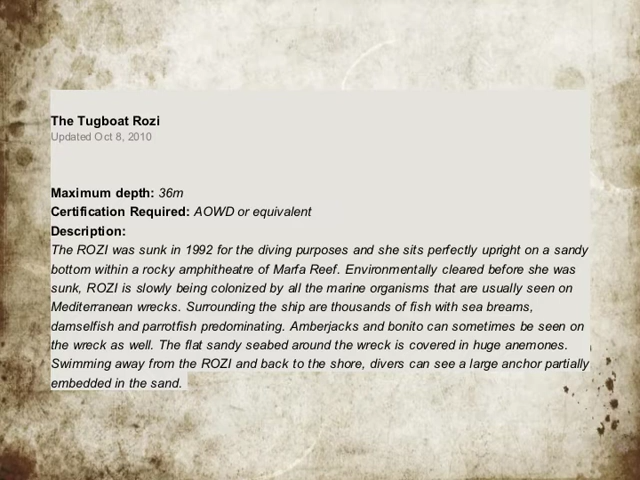 The Tugboat Rozi
Updated Oct 8, 2010
Maximum depth: 36m
Certification Required: AOWD or equivalent
Description:
The ROZI was sunk in 1992 for the diving purposes and she sits perfectly upright on a sandy
bottom within a rocky amphitheatre of Marfa Reef. Environmentally cleared before she was
sunk, ROZI is slowly being colonized by all the marine organisms that are usually seen on
Mediterranean wrecks. Surrounding the ship are thousands of fish with sea breams,
damselfish and parrotfish predominating. Amberjacks and bonito can sometimes be seen on
the wreck as well. The flat sandy seabed around the wreck is covered in huge anemones.
Swimming away from the ROZI and back to the shore, divers can see a large anchor partially
embedded in the sand.